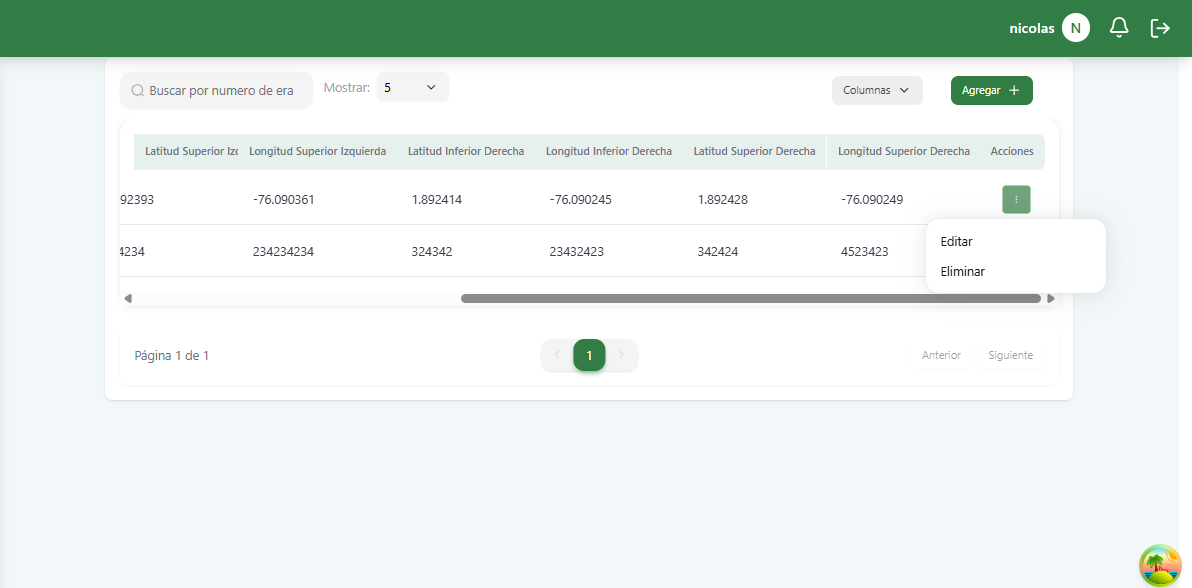 nicolas N
Buscar por numero de era Mostrar: 5 Columnas Agregar +
Latitud Superior Izq Longitud Superior Izquierda Latitud Inferior Derecha Longitud Inferior Derecha Latitud Superior Derecha Longitud Superior Derecha Acciones
92393 -76.090361 1.892414 -76.090245 1.892428 -76.090249
4234 234234234 324342 23432423 342424 4523423
Editar
Eliminar
Página 1 de 1 1 Anterior Siguiente